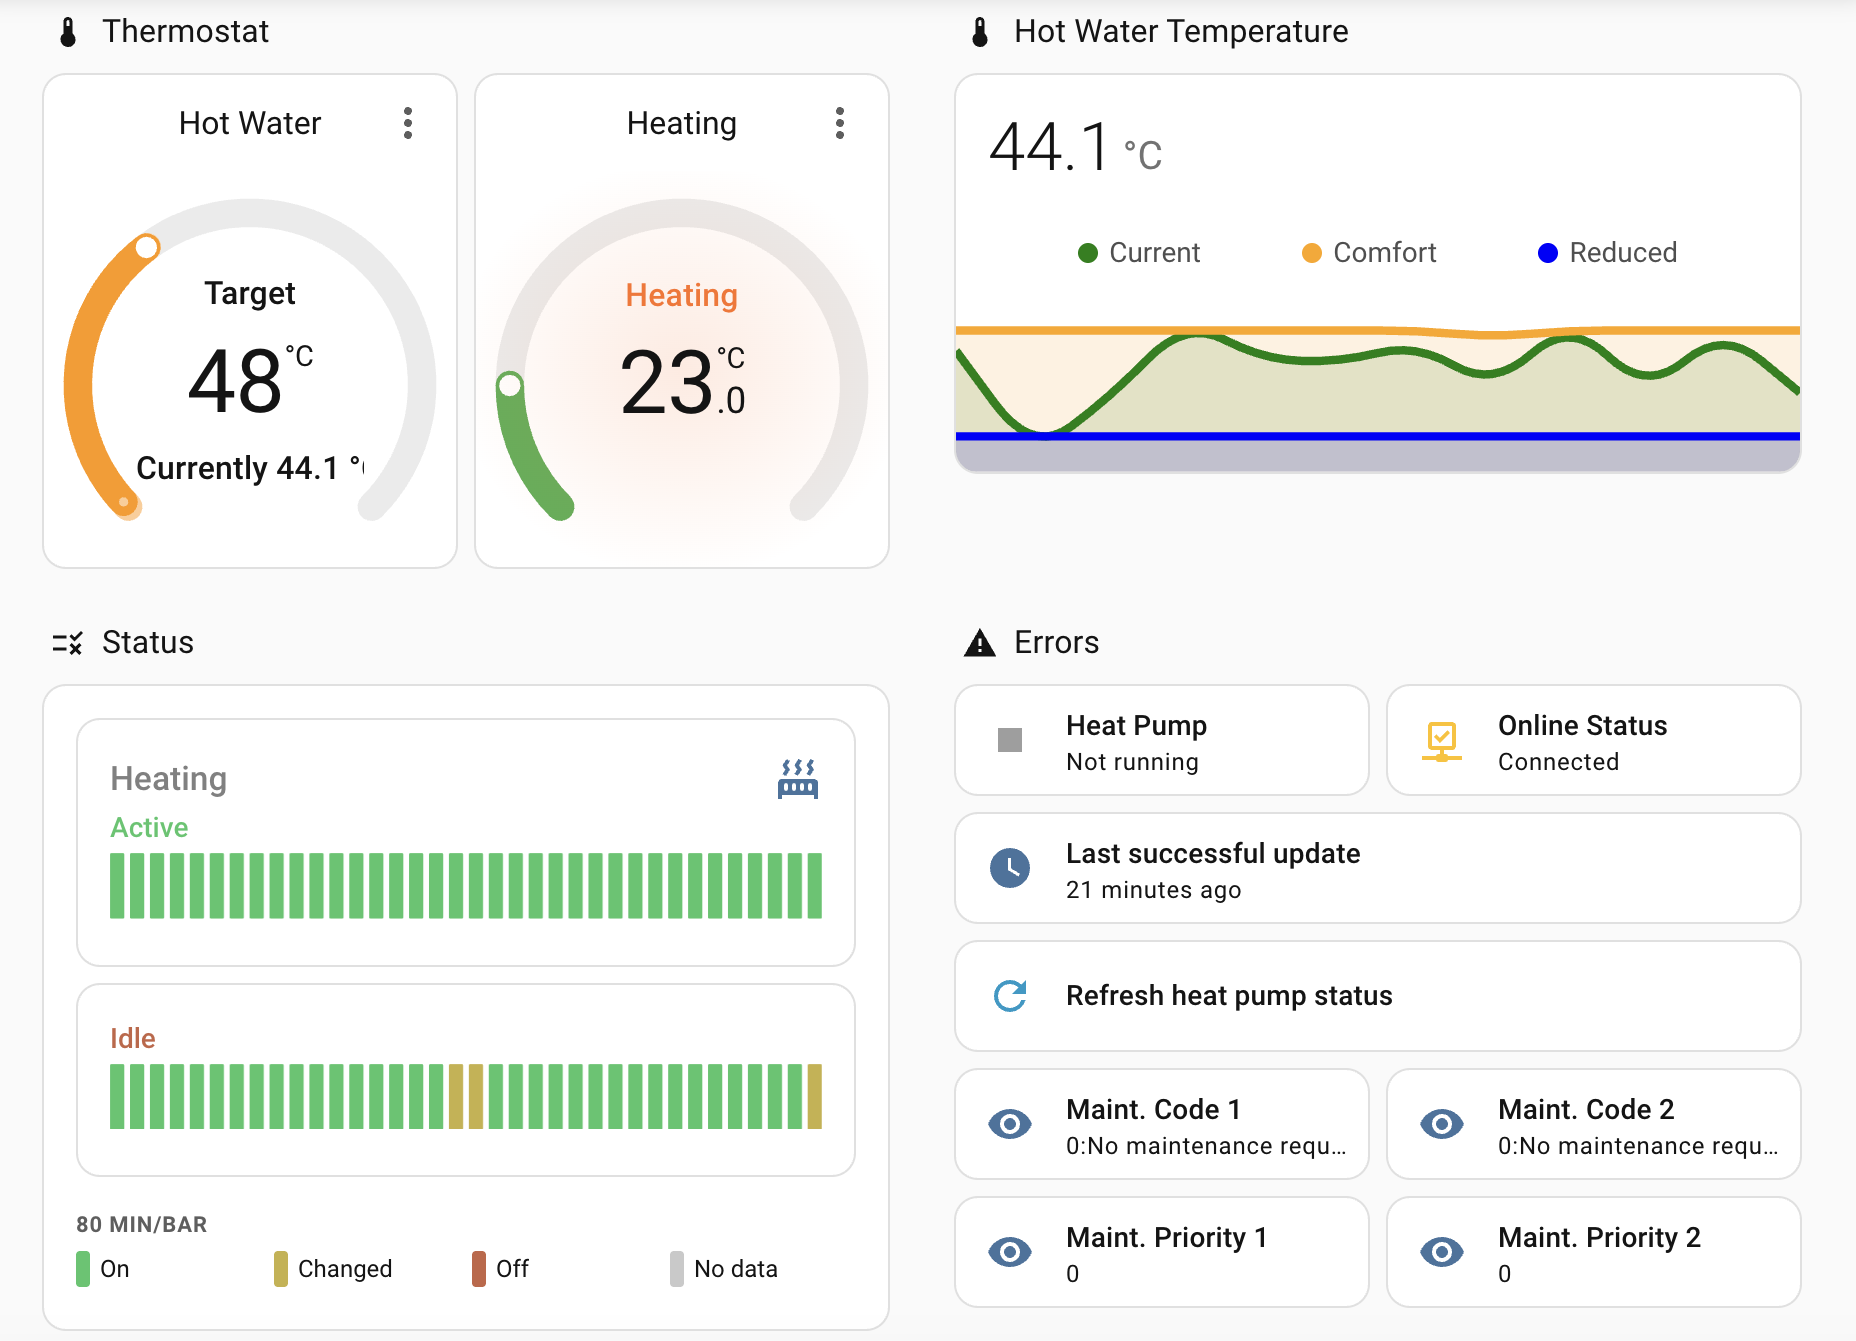 Thermostat
Hot Water
Target
48 °C
Currently 44.1 °
Heating
Heating
23.0 °C
Hot Water Temperature
44.1 °C
Current
Comfort
Reduced
Status
Heating
Active
Idle
80 MIN/BAR
On
Changed
Off
No data
Errors
Heat Pump
Not running
Online Status
Connected
Last successful update
21 minutes ago
Refresh heat pump status
Maint. Code 1
0:No maintenance requ...
Maint. Code 2
0:No maintenance requ...
Maint. Priority 1
0
Maint. Priority 2
0